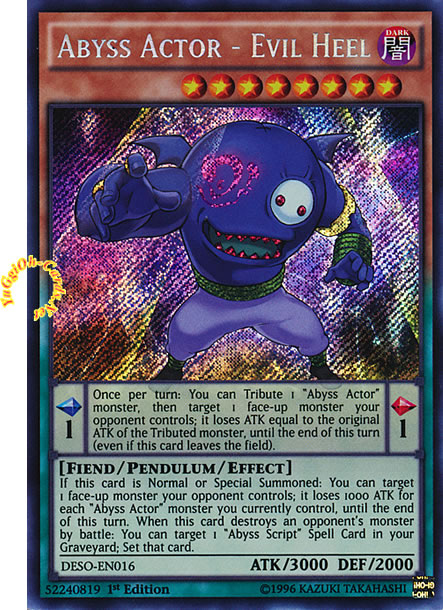 ABYSS ACTOR - EVIL HEEL
DARK
闇
YuGgiOh-Cards.Net
1
Once per turn: You can Tribute 1 "Abyss Actor"
monster, then target 1 face-up monster your
opponent controls; it loses ATK equal to the original
ATK of the Tributed monster, until the end of this turn
(even if this card leaves the field).
1
[FIEND/PENDULUM/EFFECT]
If this card is Normal or Special Summoned: You can target
1 face-up monster your opponent controls; it loses 1000 ATK for
each "Abyss Actor" monster you currently control, until the end
of this turn. When this card destroys an opponent's monster
by battle: You can target 1 "Abyss Script" Spell Card in your
Graveyard; Set that card.
DESO-EN016
ATK/3000 DEF/2000
52240819 1st Edition
©1996 KAZUKI TAKAHASHI